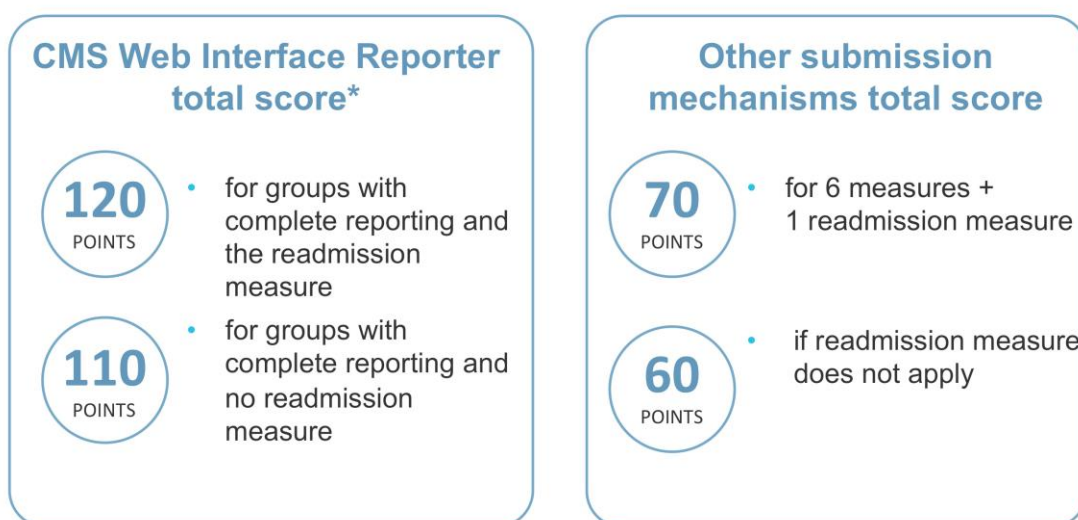 CMS Web Interface Reporter
total score*
120
POINTS
• for groups with
complete reporting and
the readmission
measure
110
POINTS
• for groups with
complete reporting and
no readmission
measure
Other submission
mechanisms total score
70
POINTS
• for 6 measures +
1 readmission measure
60
POINTS
• if readmission measure
does not apply